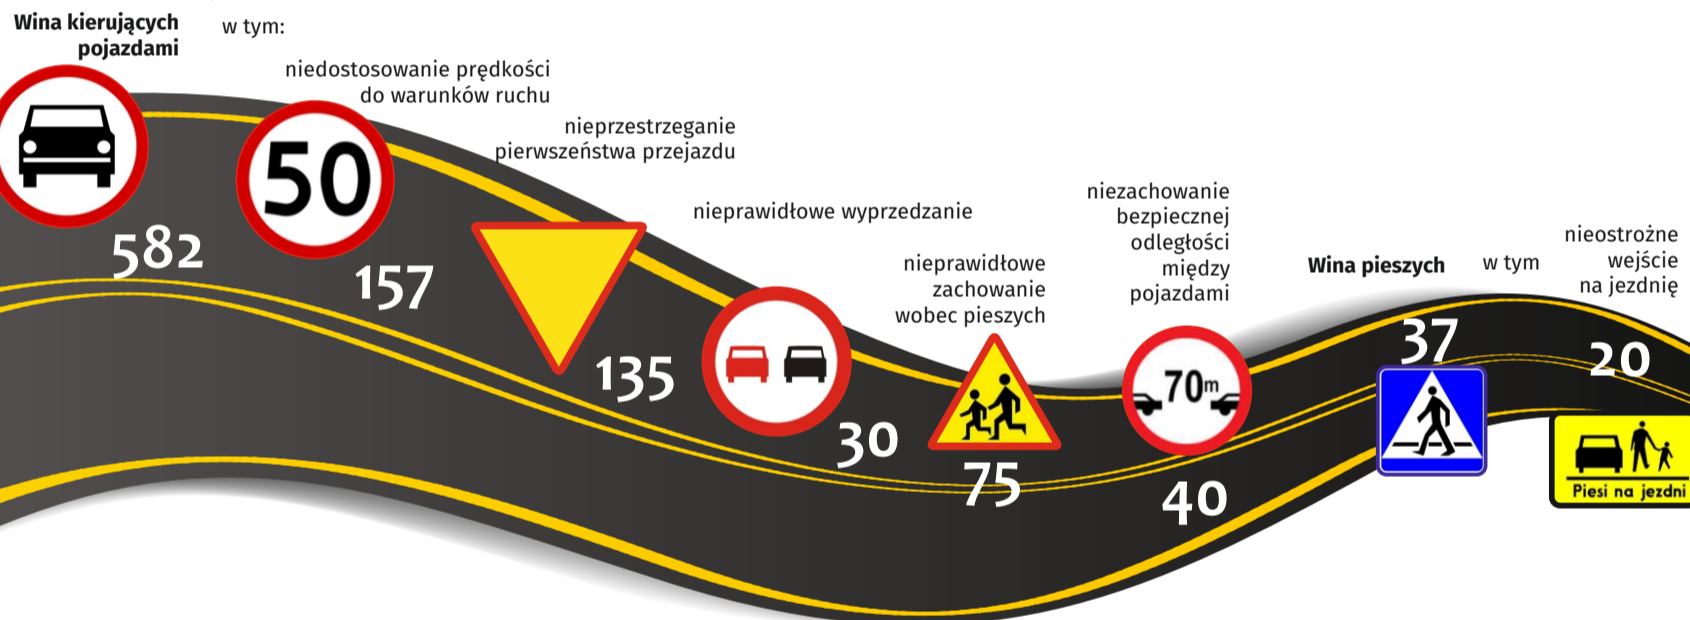 Wina kierujących
pojazdami
w tym:
582
niedostosowanie prędkości
do warunków ruchu
50
157
nieprzestrzeganie
pierwszeństwa przejazdu
135
nieprawidłowe wyprzedzanie
30
nieprawidłowe
zachowanie
wobec pieszych
75
niezachowanie
bezpiecznej
odległości
między
pojazdami
70m
40
Wina pieszych
37
w tym
nieostrożne
wejście
na jezdnię
20
Piesi na jezdni